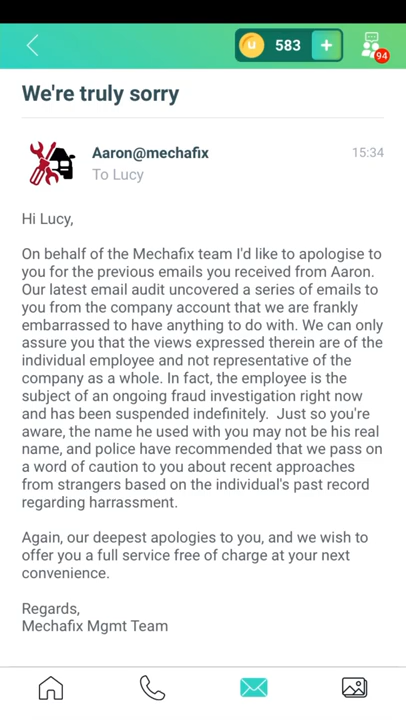 583
94
We're truly sorry
Aaron@mechafix
15:34
To Lucy
Hi Lucy,
On behalf of the Mechafix team I'd like to apologise to
you for the previous emails you received from Aaron.
Our latest email audit uncovered a series of emails to
you from the company account that we are frankly
embarrassed to have anything to do with. We can only
assure you that the views expressed therein are of the
individual employee and not representative of the
company as a whole. In fact, the employee is the
subject of an ongoing fraud investigation right now
and has been suspended indefinitely.  Just so you're
aware, the name he used with you may not be his real
name, and police have recommended that we pass on
a word of caution to you about recent approaches
from strangers based on the individual's past record
regarding harrassment.
Again, our deepest apologies to you, and we wish to
offer you a full service free of charge at your next
convenience.
Regards,
Mechafix Mgmt Team